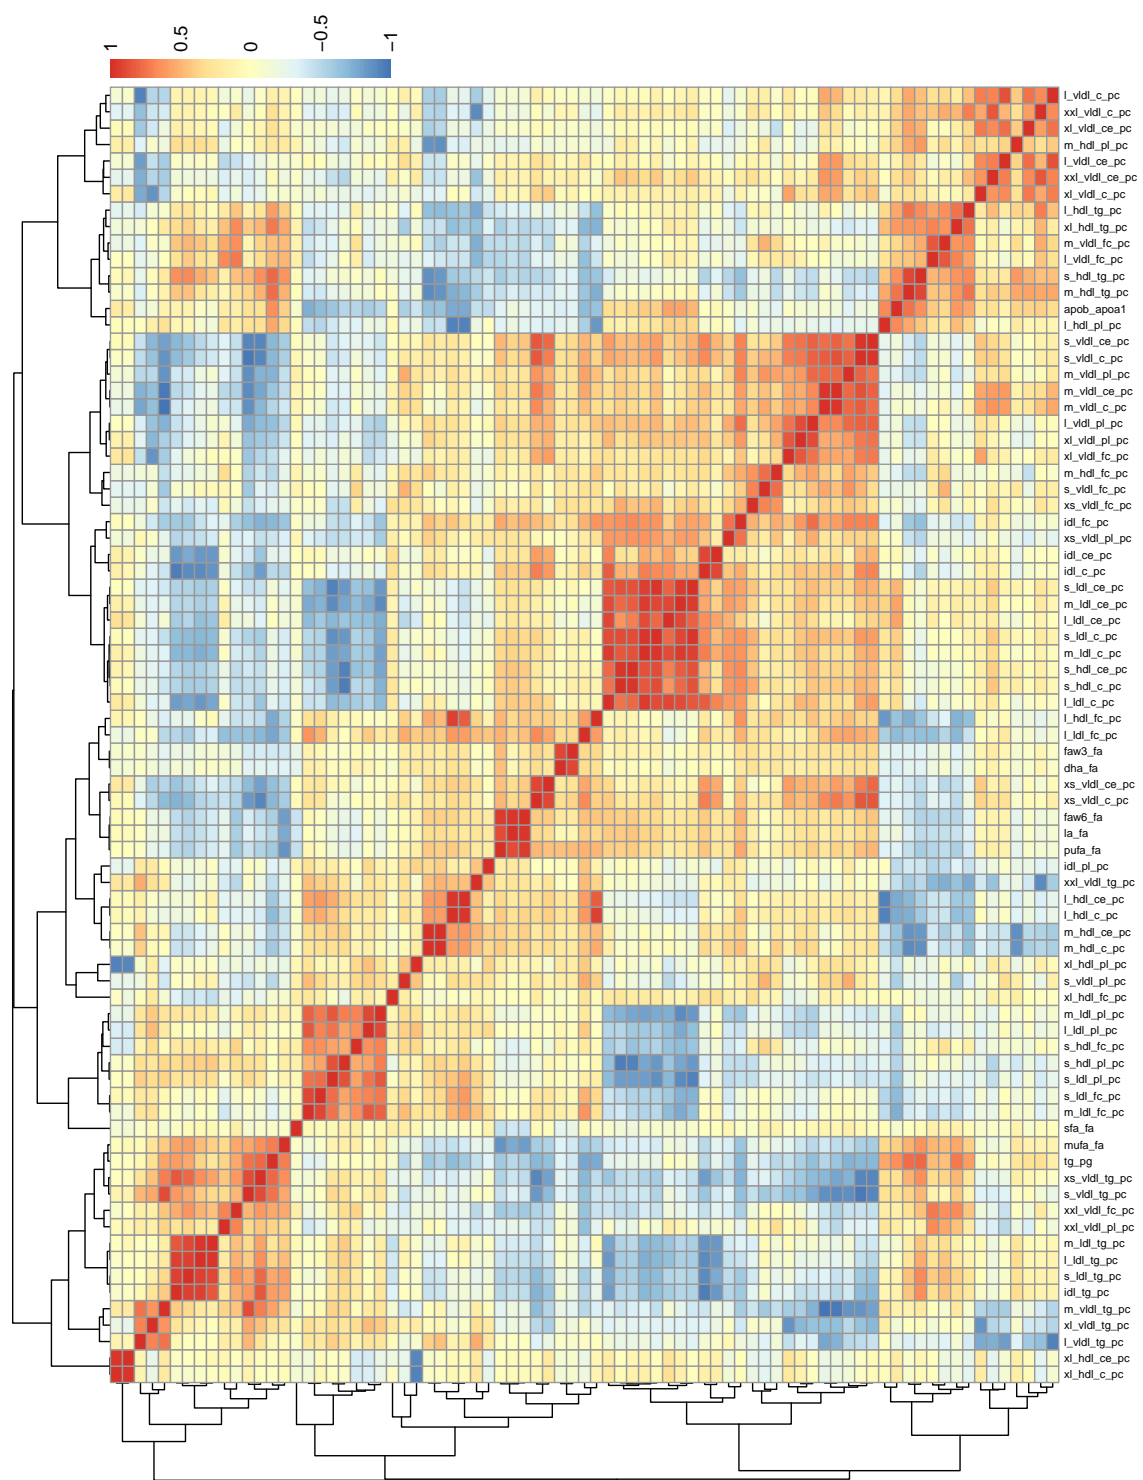 1
0.5
0
−0.5
−1
l_vldl_c_pc
xxl_vldl_c_pc
xl_vldl_ce_pc
m_hdl_pl_pc
l_vldl_ce_pc
xxl_vldl_ce_pc
xl_vldl_c_pc
l_hdl_tg_pc
xl_hdl_tg_pc
m_vldl_fc_pc
l_vldl_fc_pc
s_hdl_tg_pc
m_hdl_tg_pc
apob_apoa1
l_hdl_pl_pc
s_vldl_ce_pc
s_vldl_c_pc
m_vldl_pl_pc
m_vldl_ce_pc
m_vldl_c_pc
l_vldl_pl_pc
xl_vldl_pl_pc
xl_vldl_fc_pc
m_hdl_fc_pc
s_vldl_fc_pc
xs_vldl_fc_pc
idl_fc_pc
xs_vldl_pl_pc
idl_ce_pc
idl_c_pc
s_ldl_ce_pc
m_ldl_ce_pc
l_ldl_ce_pc
s_ldl_c_pc
m_ldl_c_pc
s_hdl_ce_pc
s_hdl_c_pc
l_ldl_c_pc
l_hdl_fc_pc
l_ldl_fc_pc
faw3_fa
dha_fa
xs_vldl_ce_pc
xs_vldl_c_pc
faw6_fa
la_fa
pufa_fa
idl_pl_pc
xxl_vldl_tg_pc
l_hdl_ce_pc
l_hdl_c_pc
m_hdl_ce_pc
m_hdl_c_pc
xl_hdl_pl_pc
s_vldl_pl_pc
xl_hdl_fc_pc
m_ldl_pl_pc
l_ldl_pl_pc
s_hdl_fc_pc
s_hdl_pl_pc
s_ldl_pl_pc
s_ldl_fc_pc
m_ldl_fc_pc
sfa_fa
mufa_fa
tg_pg
xs_vldl_tg_pc
s_vldl_tg_pc
xxl_vldl_fc_pc
xxl_vldl_pl_pc
m_ldl_tg_pc
l_ldl_tg_pc
s_ldl_tg_pc
idl_tg_pc
m_vldl_tg_pc
xl_vldl_tg_pc
l_vldl_tg_pc
xl_hdl_ce_pc
xl_hdl_c_pc